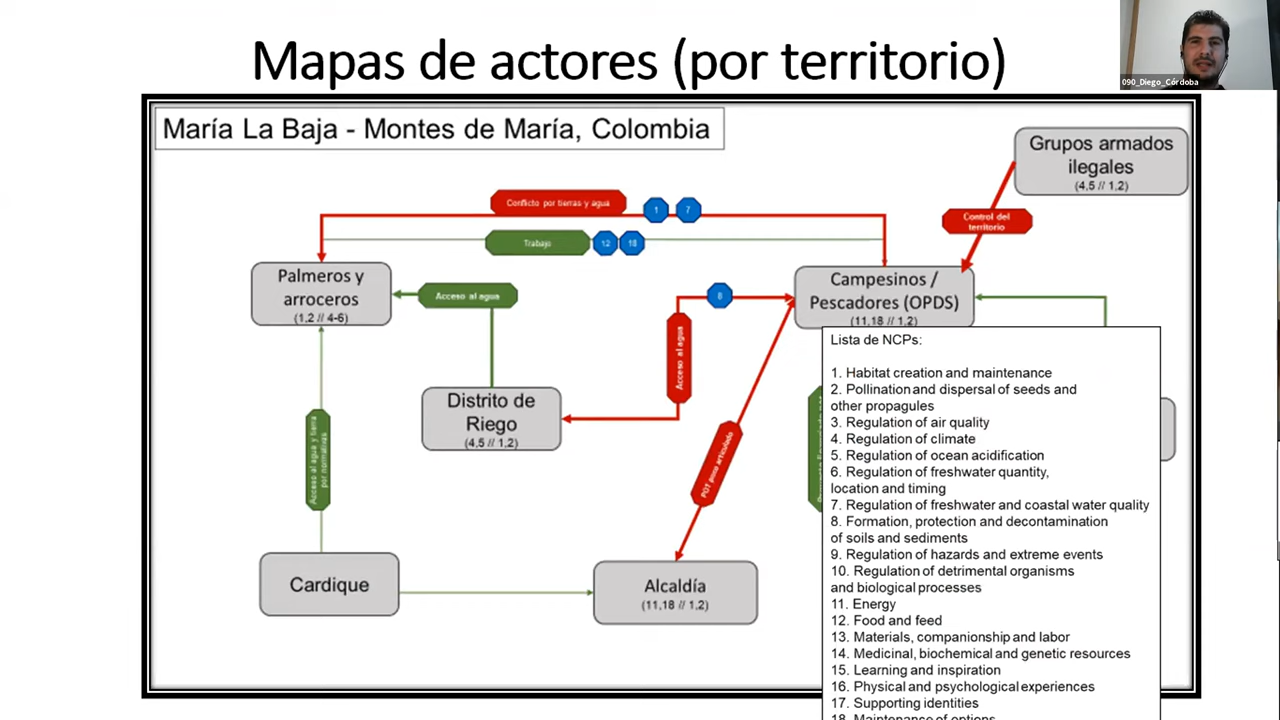 Mapas de actores (por territorio)
090_Diego_Córdoba
María La Baja - Montes de María, Colombia
Grupos armados
ilegales
(4,5 // 1,2)
Conflicto por tierras y agua
1
7
Control del
territorio
Trabajo
12
18
Palmeros y
arroceros
(1,2 // 4-6)
Acceso al agua
8
Campesinos /
Pescadores (OPDS)
(11,18 // 1,2)
Acceso al agua
Distrito de
Riego
(4,5 // 1,2)
Acceso al agua y tierra
por normativas
POT poco articulado
Cardique
Alcaldía
(11,18 // 1,2)
Lista de NCPs:
1. Habitat creation and maintenance
2. Pollination and dispersal of seeds and
other propagules
3. Regulation of air quality
4. Regulation of climate
5. Regulation of ocean acidification
6. Regulation of freshwater quantity,
location and timing
7. Regulation of freshwater and coastal water quality
8. Formation, protection and decontamination
of soils and sediments
9. Regulation of hazards and extreme events
10. Regulation of detrimental organisms
and biological processes
11. Energy
12. Food and feed
13. Materials, companionship and labor
14. Medicinal, biochemical and genetic resources
15. Learning and inspiration
16. Physical and psychological experiences
17. Supporting identities
18. Maintenance of options